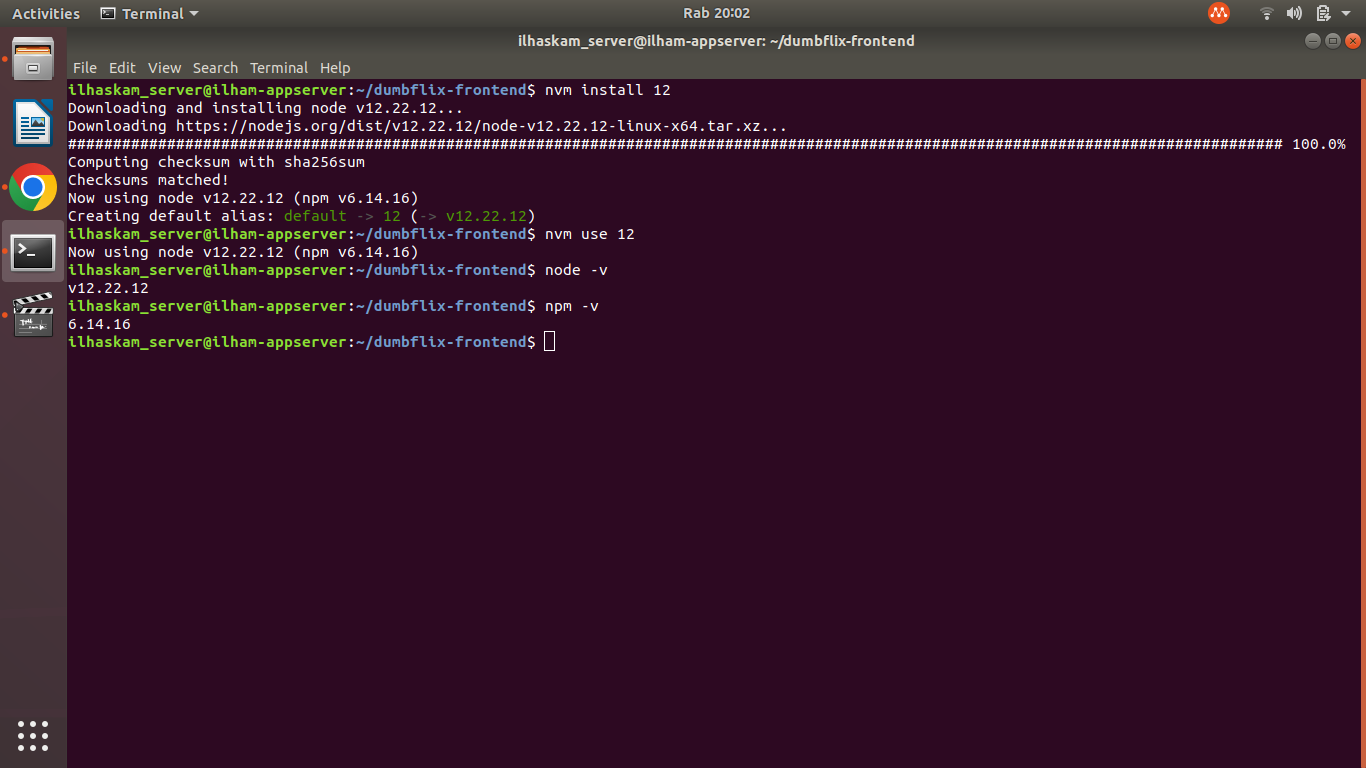 Activities Terminal Rab 20:02
ilhaskam_server@ilham-appserver: ~/dumbflix-frontend
File Edit View Search Terminal Help
ilhaskam_server@ilham-appserver:~/dumbflix-frontend$ nvm install 12
Downloading and installing node v12.22.12...
Downloading https://nodejs.org/dist/v12.22.12/node-v12.22.12-linux-x64.tar.xz...
####################################################################################################################################### 100.0%
Computing checksum with sha256sum
Checksums matched!
Now using node v12.22.12 (npm v6.14.16)
Creating default alias: default -> 12 (-> v12.22.12)
ilhaskam_server@ilham-appserver:~/dumbflix-frontend$ nvm use 12
Now using node v12.22.12 (npm v6.14.16)
ilhaskam_server@ilham-appserver:~/dumbflix-frontend$ node -v
v12.22.12
ilhaskam_server@ilham-appserver:~/dumbflix-frontend$ npm -v
6.14.16
ilhaskam_server@ilham-appserver:~/dumbflix-frontend$